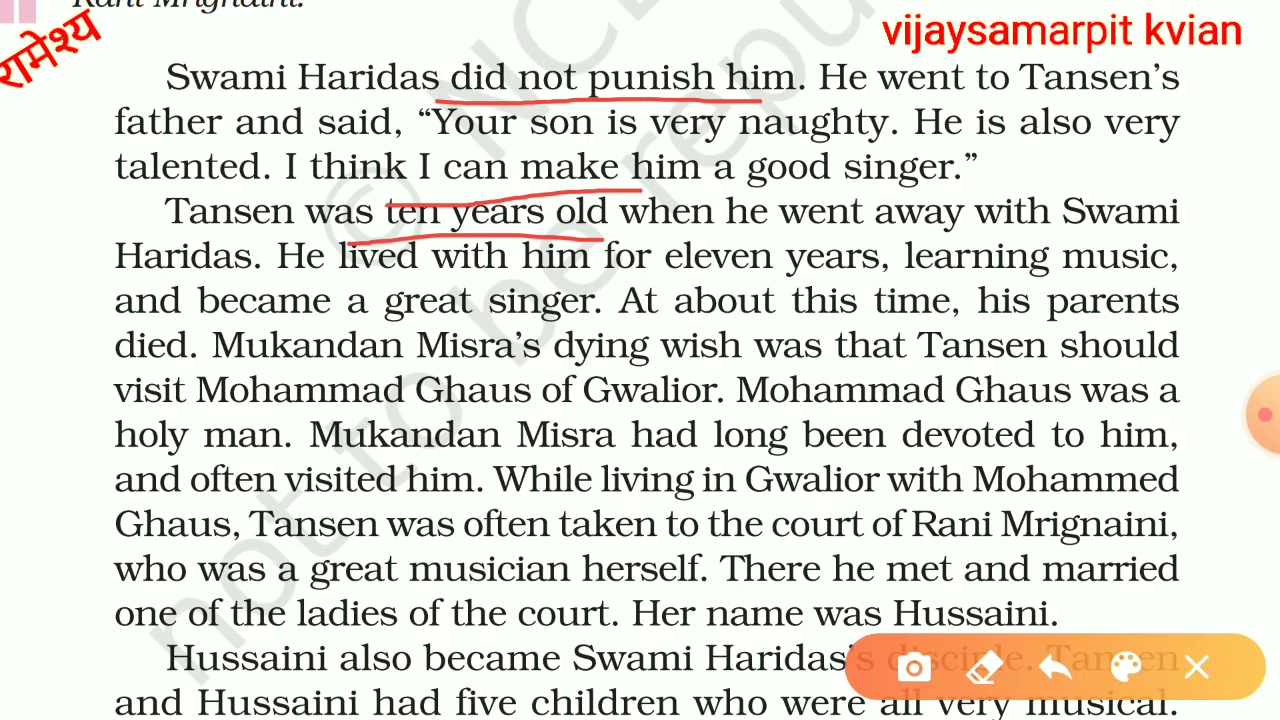 Rani Mrignaini.
रामेश्य
vijaysamarpit kvian
Swami Haridas did not punish him. He went to Tansen’s
father and said, “Your son is very naughty. He is also very
talented. I think I can make him a good singer.”
Tansen was ten years old when he went away with Swami
Haridas. He lived with him for eleven years, learning music,
and became a great singer. At about this time, his parents
died. Mukandan Misra’s dying wish was that Tansen should
visit Mohammad Ghaus of Gwalior. Mohammad Ghaus was a
holy man. Mukandan Misra had long been devoted to him,
and often visited him. While living in Gwalior with Mohammed
Ghaus, Tansen was often taken to the court of Rani Mrignaini,
who was a great musician herself. There he met and married
one of the ladies of the court. Her name was Hussaini.
Hussaini also became Swami Haridas’s disciple. Tansen
and Hussaini had five children who were all very musical.
© NC
not to be repu